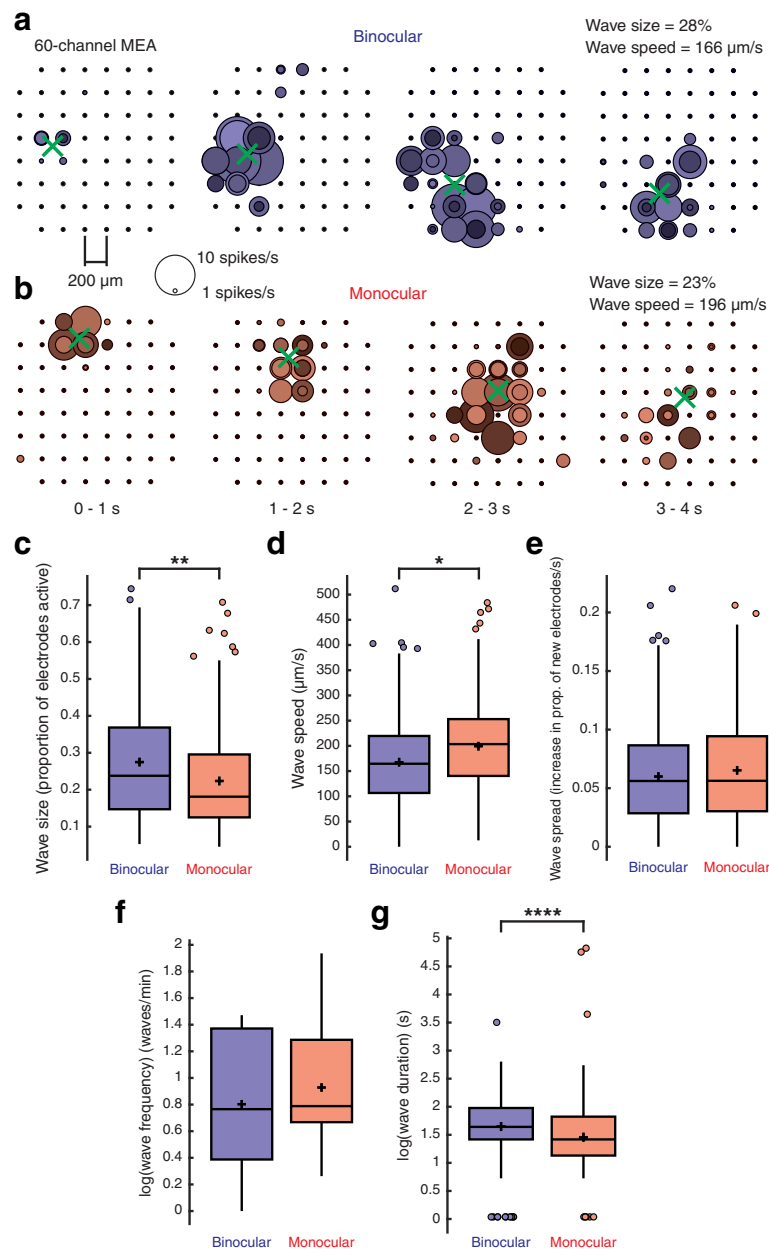 a
60-channel MEA
Binocular
Wave size = 28%
Wave speed = 166 µm/s
200 µm
10 spikes/s
1 spikes/s
b
Monocular
Wave size = 23%
Wave speed = 196 µm/s
0 - 1 s
1 - 2 s
2 - 3 s
3 - 4 s
c
Wave size (proportion of electrodes active)
**
0.7
0.6
0.5
0.4
0.3
0.2
0.1
Binocular
Monocular
d
Wave speed (µm/s)
*
500
450
400
350
300
250
200
150
100
50
0
Binocular
Monocular
e
Wave spread (increase in prop. of new electrodes/s)
0.2
0.15
0.1
0.05
0
Binocular
Monocular
f
log(wave frequency) (waves/min)
2
1.8
1.6
1.4
1.2
1
0.8
0.6
0.4
0.2
0
Binocular
Monocular
g
log(wave duration) (s)
****
5
4.5
4
3.5
3
2.5
2
1.5
1
0.5
0
Binocular
Monocular